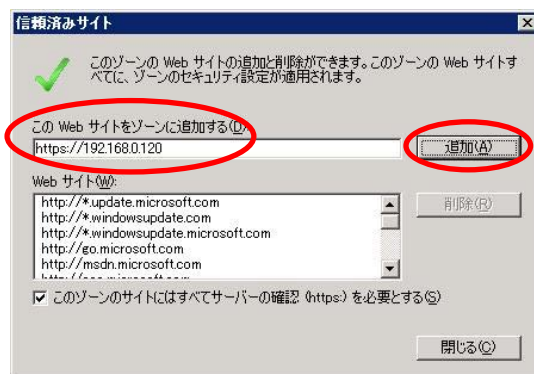 信頼済みサイト
このゾーンの Web サイトの追加と削除ができます。このゾーンの Web サイトす
べてに、ゾーンのセキュリティ設定が適用されます。
この Web サイトをゾーンに追加する(D):
https://192.168.0.120
追加(A)
Web サイト(W):
http://*.update.microsoft.com
http://*.windowsupdate.com
http://*.windowsupdate.microsoft.com
http://go.microsoft.com
http://msdn.microsoft.com
削除(R)
このゾーンのサイトにはすべてサーバーの確認 (https:) を必要とする(S)
閉じる(C)